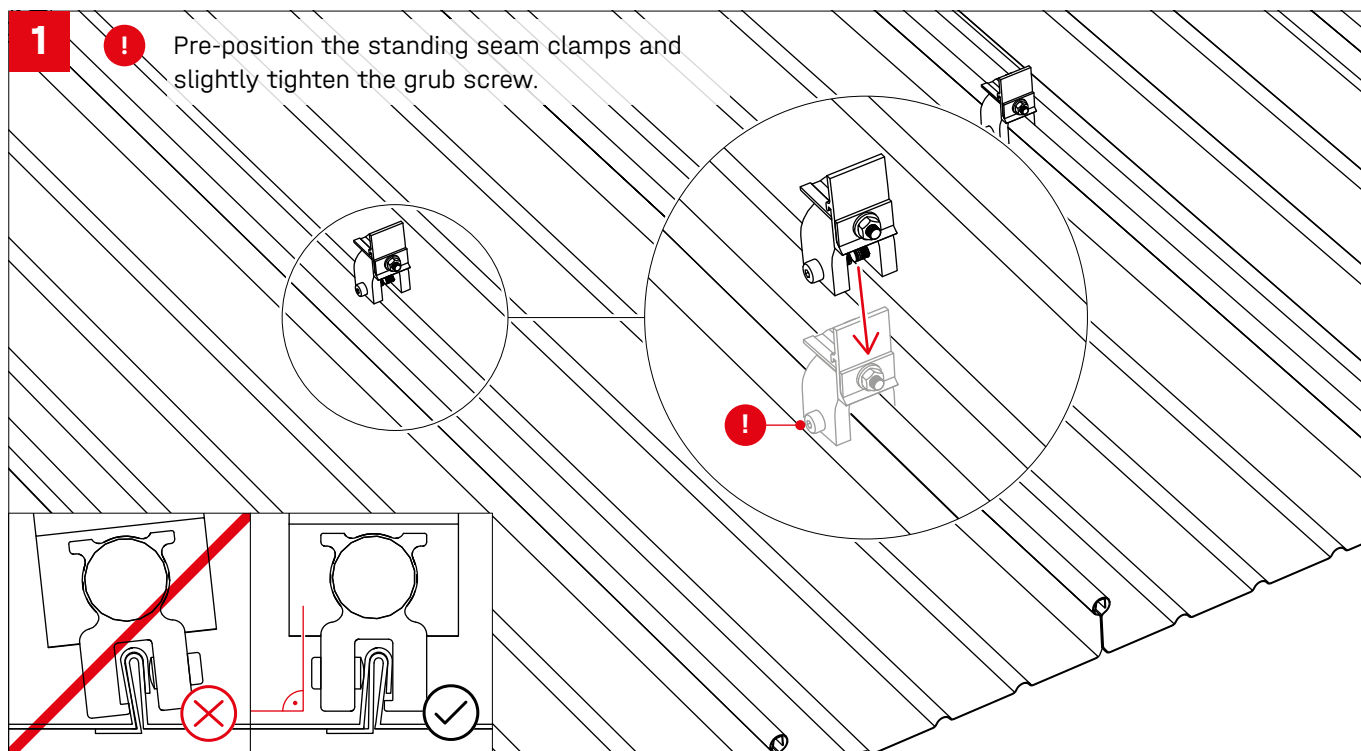 1
! Pre-position the standing seam clamps and
slightly tighten the grub screw.
!